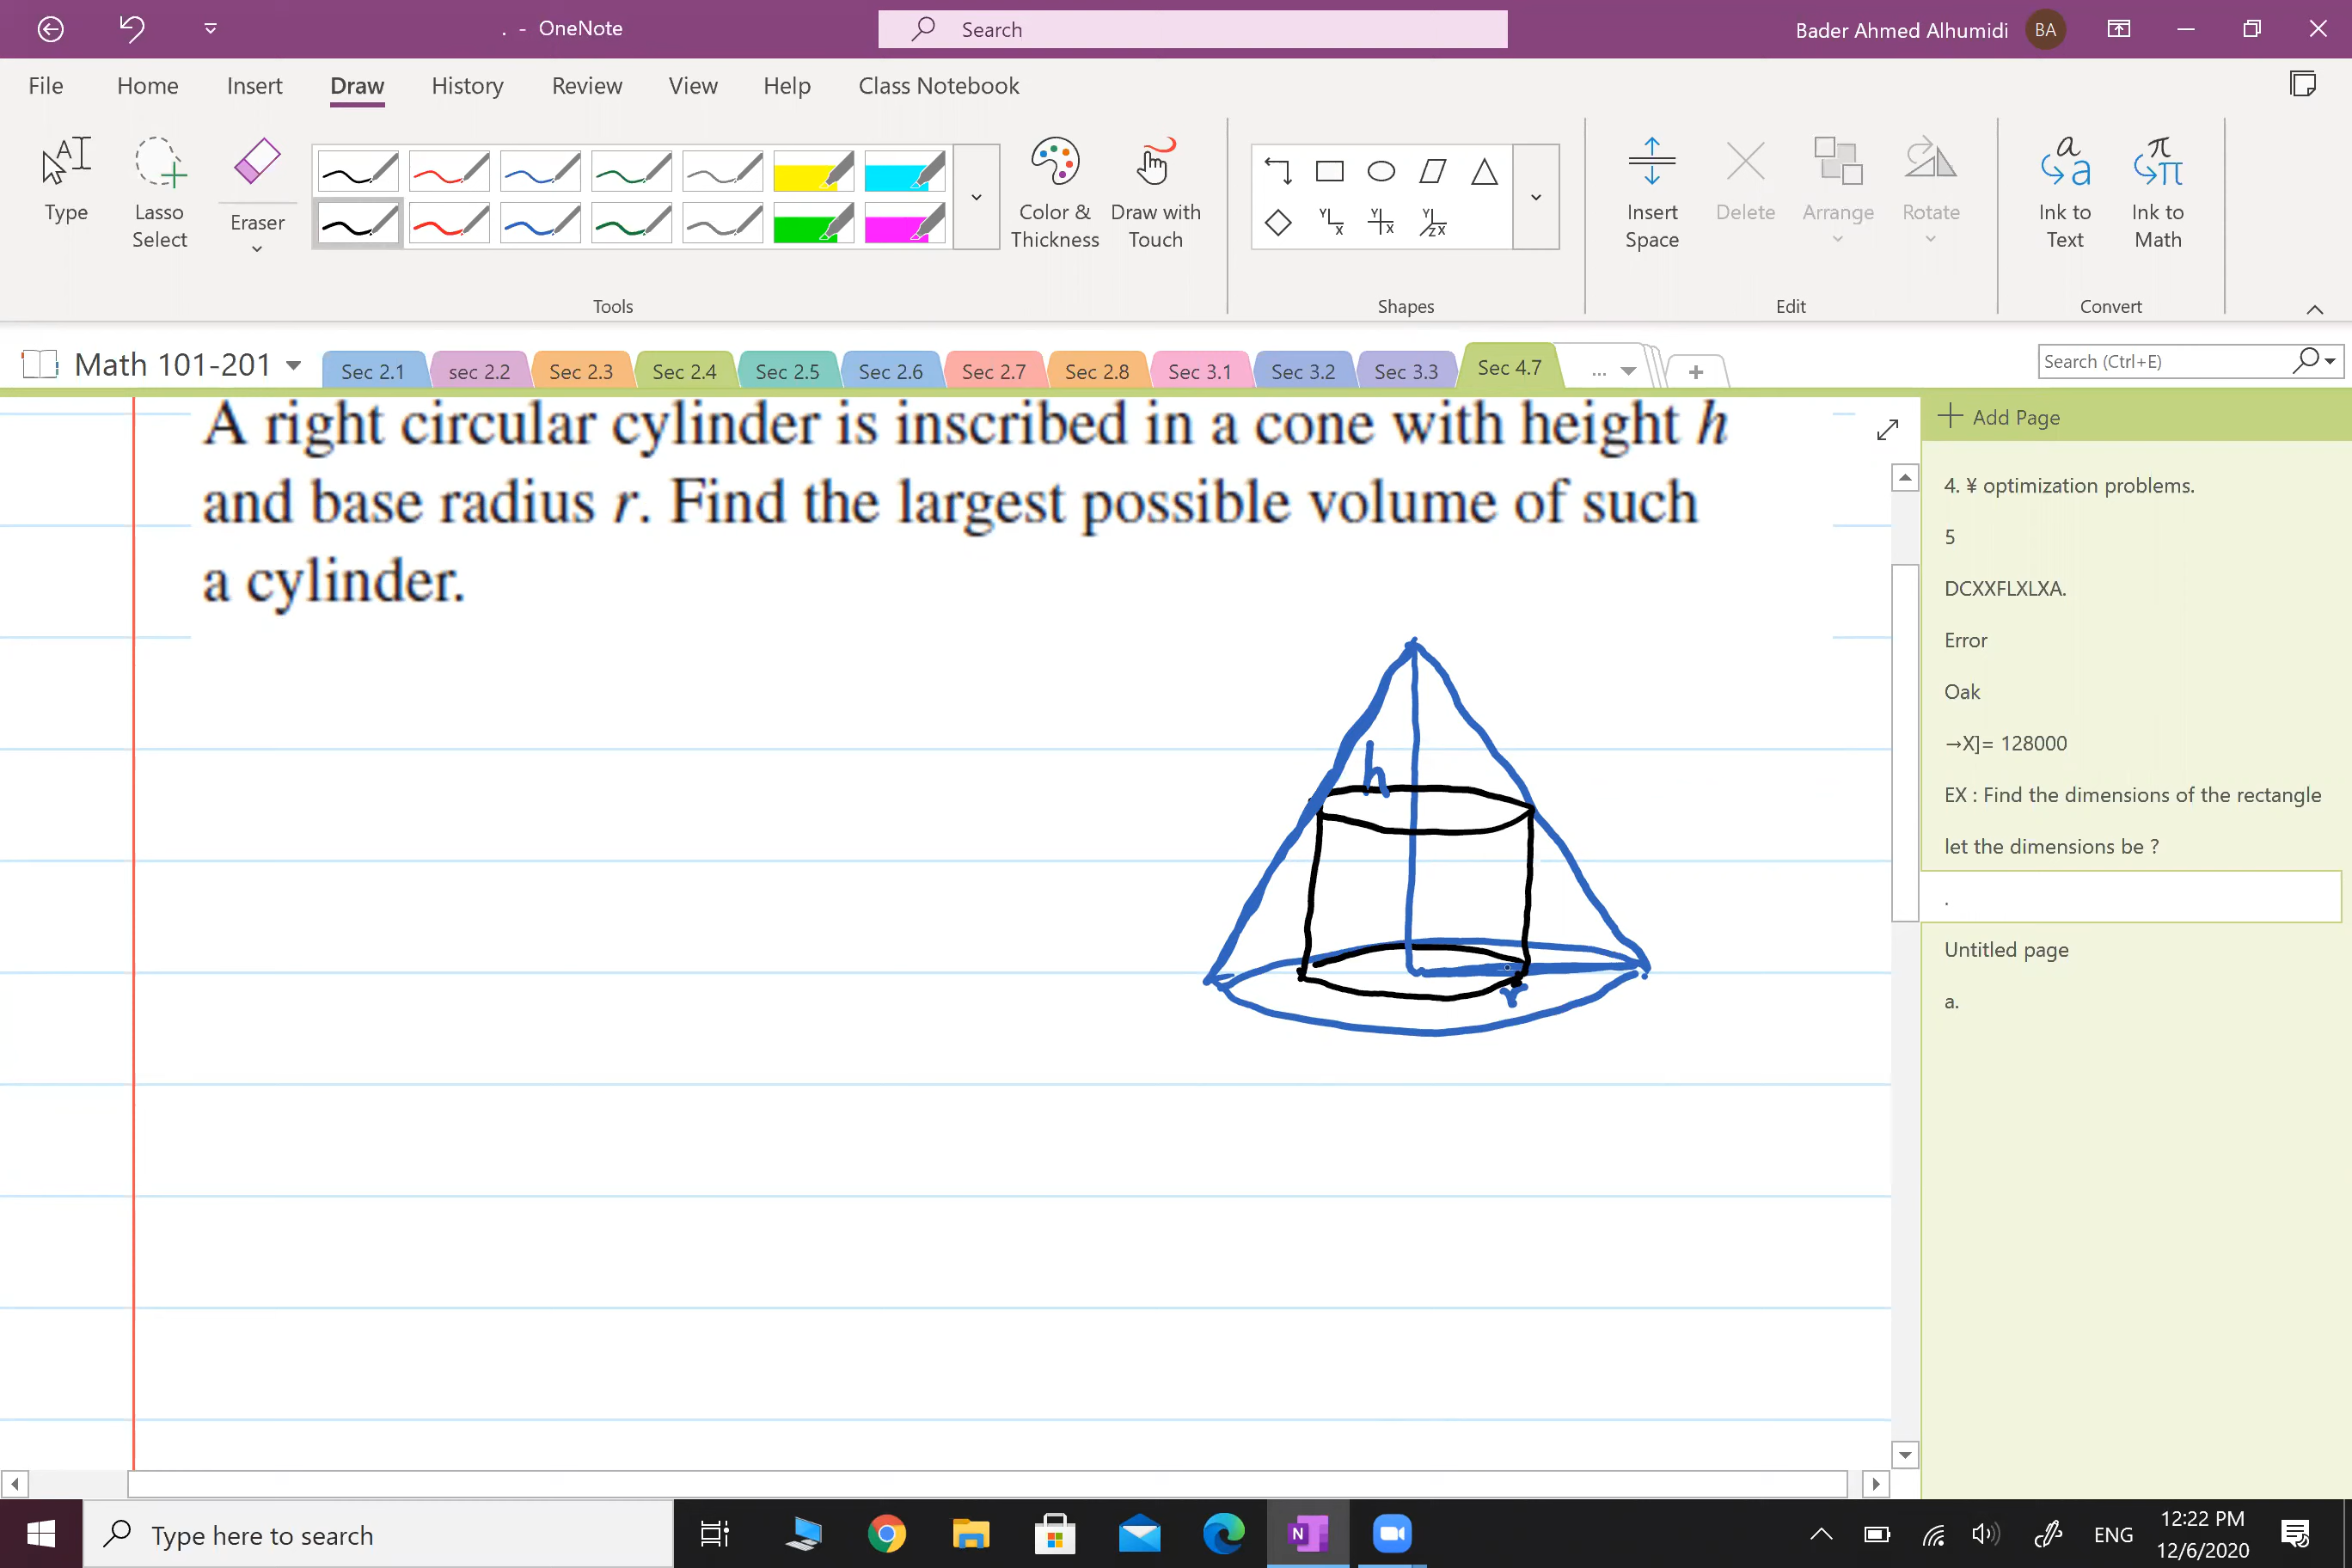 . - OneNote
Search
Bader Ahmed Alhumidi
BA
File Home Insert Draw History Review View Help Class Notebook
Type
Lasso Select
Eraser
Color & Thickness
Draw with Touch
Tools
Shapes
Insert Space
Delete
Arrange
Rotate
Edit
a a
Ink to Text
π π
Ink to Math
Convert
Math 101-201
Sec 2.1
sec 2.2
Sec 2.3
Sec 2.4
Sec 2.5
Sec 2.6
Sec 2.7
Sec 2.8
Sec 3.1
Sec 3.2
Sec 3.3
Sec 4.7
...
+
Search (Ctrl+E)
A right circular cylinder is inscribed in a cone with height h
and base radius r. Find the largest possible volume of such
a cylinder.
h
r
Add Page
4. ¥ optimization problems.
5
DCXXFLXLXA.
Error
Oak
→X]= 128000
EX : Find the dimensions of the rectangle
let the dimensions be ?
.
Untitled page
a.
Type here to search
N
ENG
12:22 PM
12/6/2020